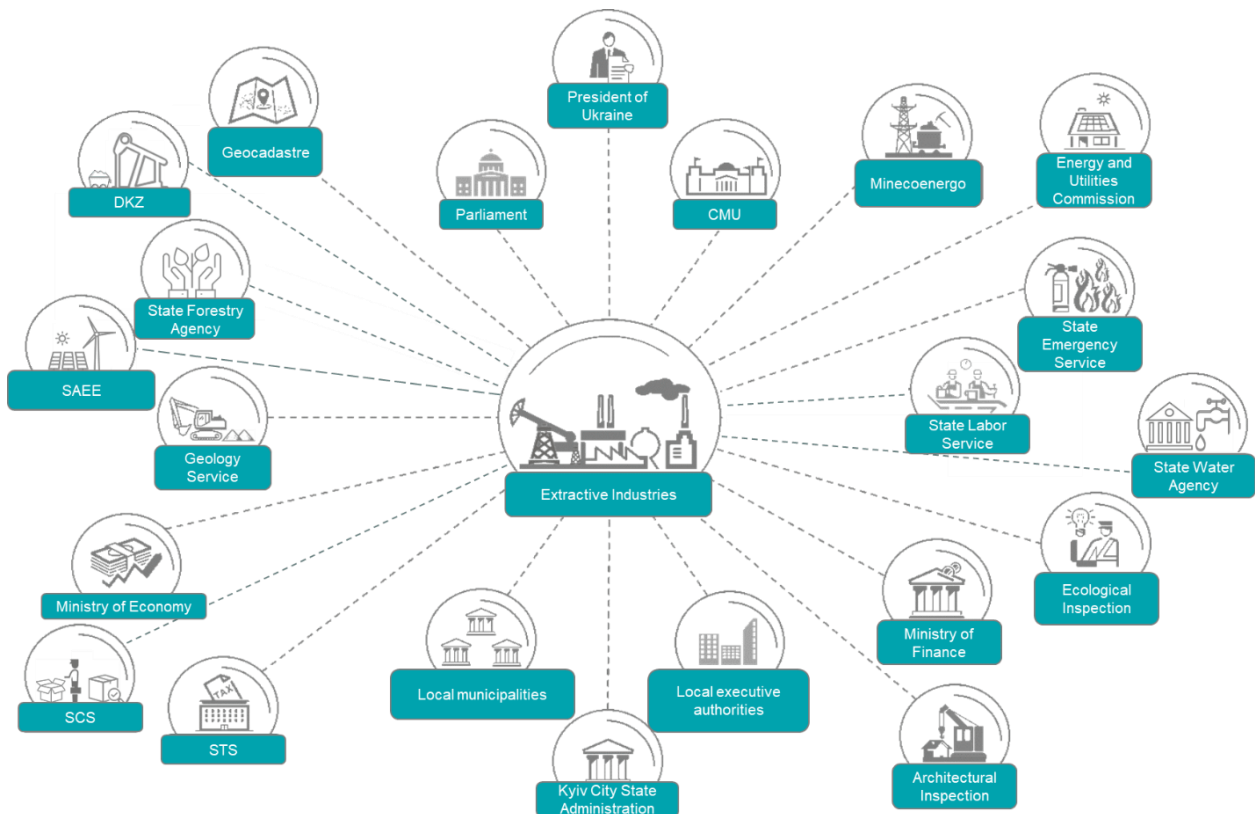 President of
Ukraine
Geocadastre
Parliament
CMU
Minecoenergo
Energy and
Utilities
Commission
DKZ
State Forestry
Agency
State
Emergency
Service
SAEE
State Labor
Service
Geology
Service
State Water
Agency
Extractive Industries
Ministry of Economy
Ecological
Inspection
Ministry of
Finance
Local municipalities
Local executive
authorities
SCS
TAX
STS
Kyiv City State
Administration
Architectural
Inspection